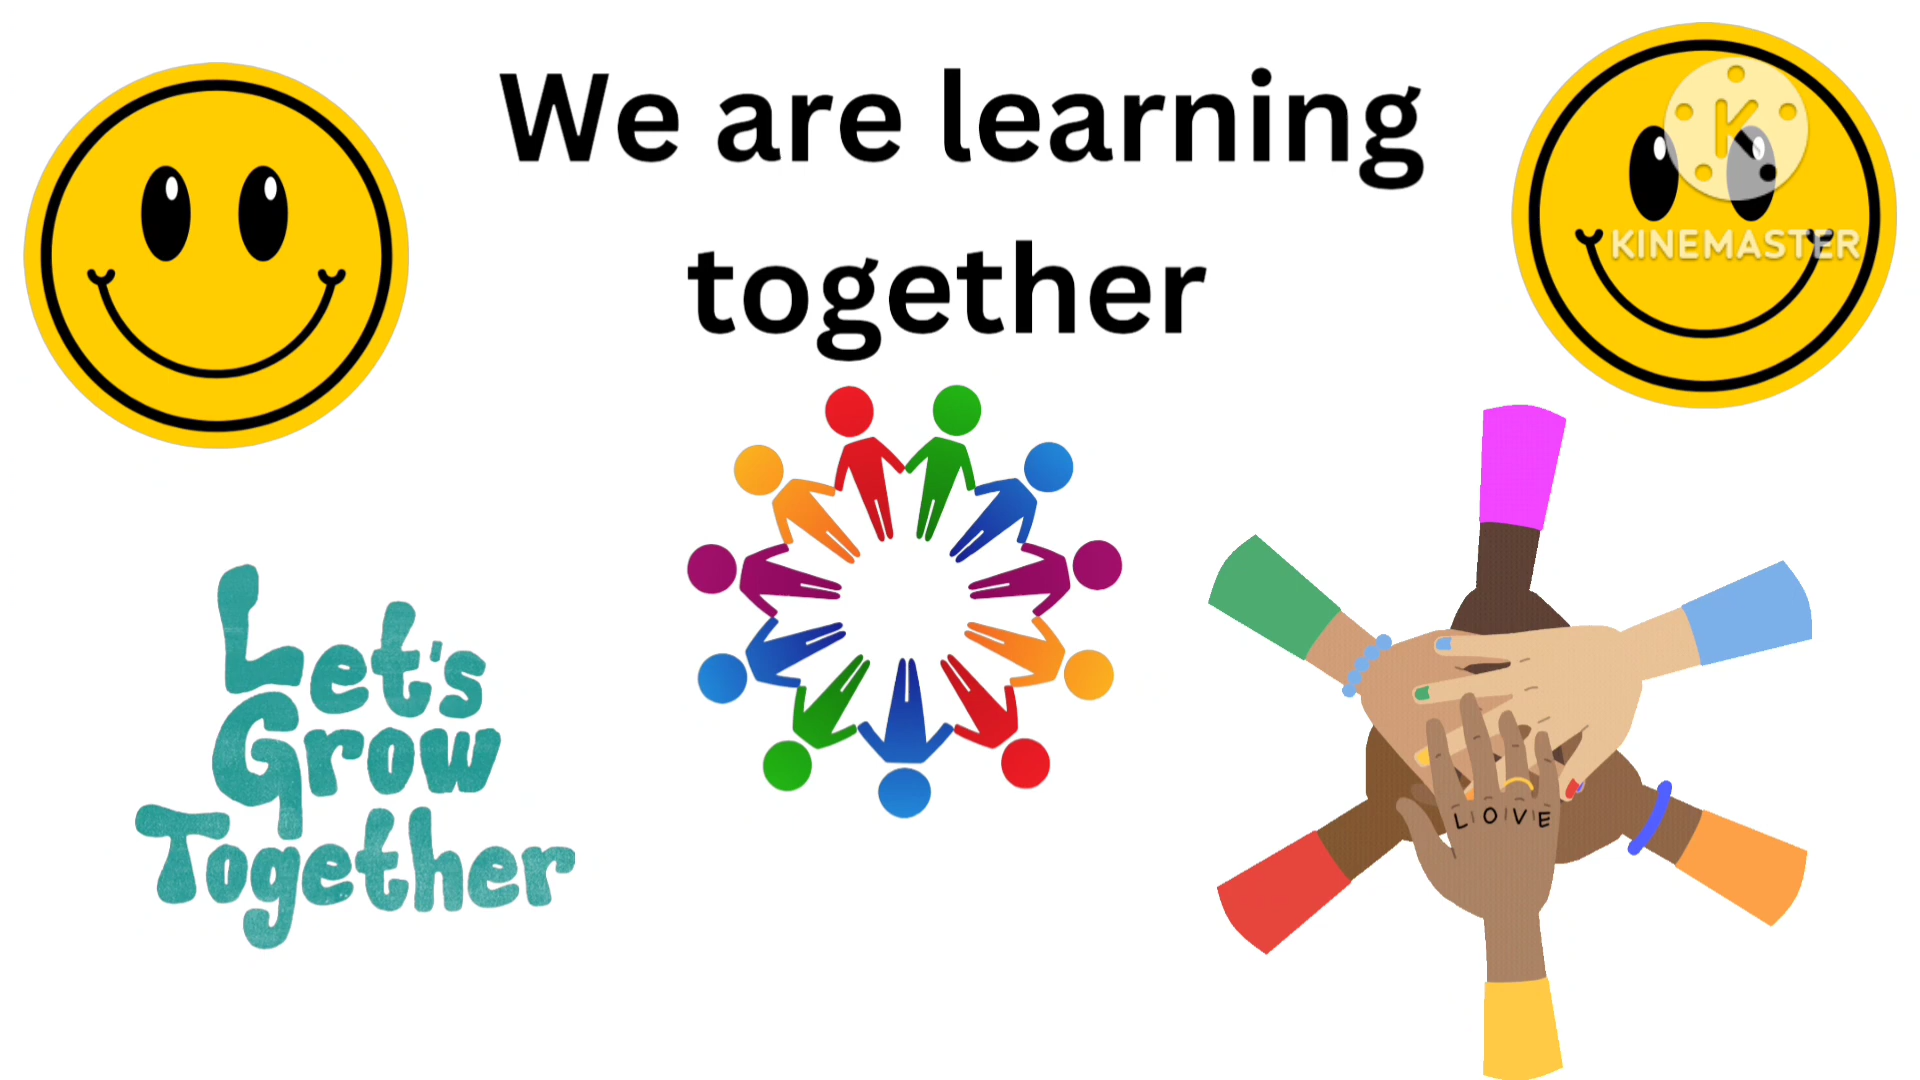 We are learning
together
K
KINEMASTER
Let's
Grow
Together
LOVE